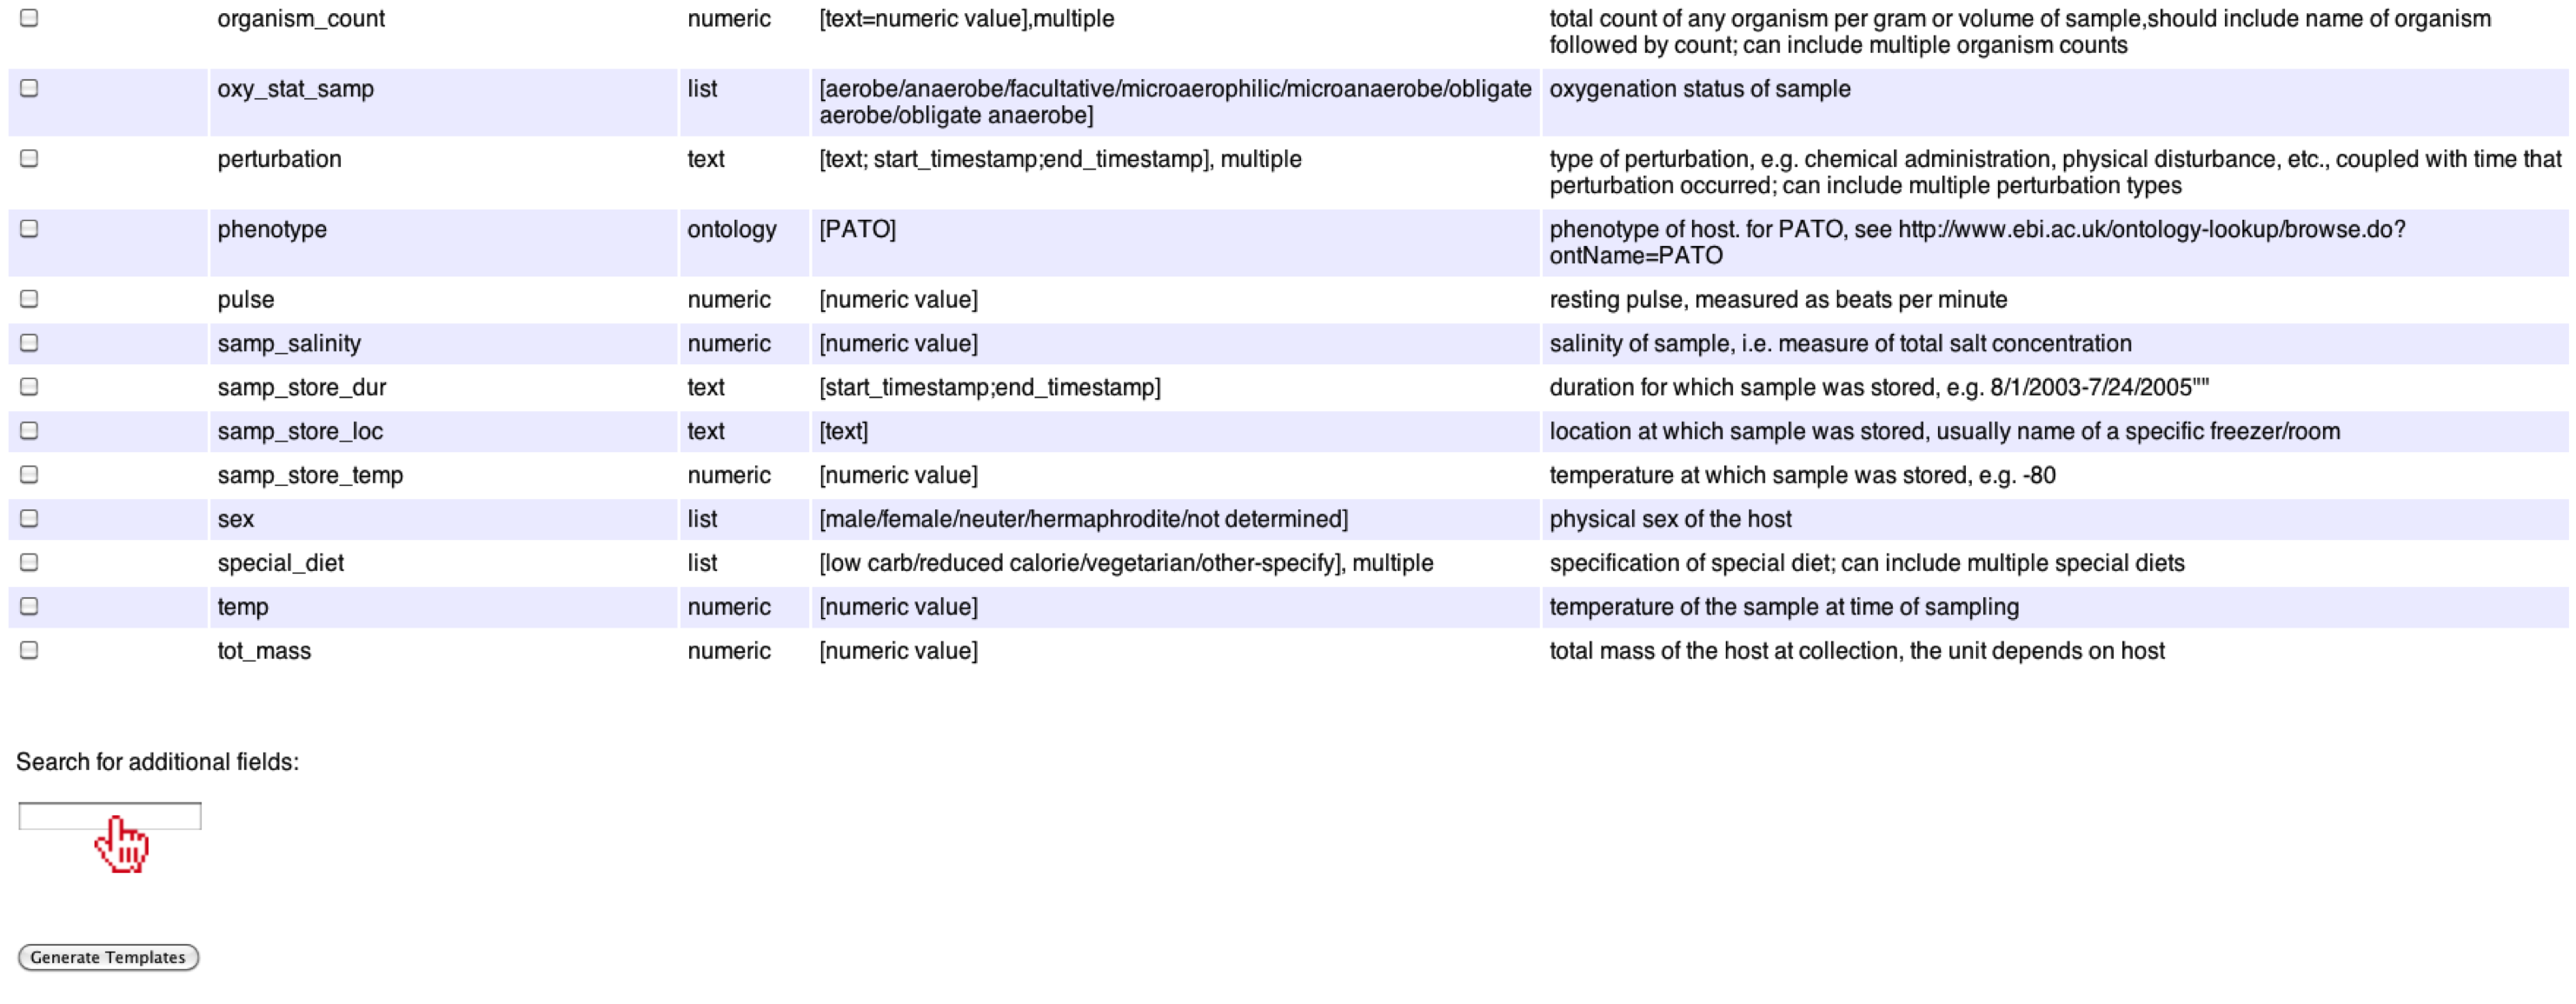 organism_count numeric [text=numeric value],multiple total count of any organism per gram or volume of sample,should include name of organism
followed by count; can include multiple organism counts
oxy_stat_samp list [aerobe/anaerobe/facultative/microaerophilic/microanaerobe/obligate oxygenation status of sample
aerobe/obligate anaerobe]
perturbation text [text; start_timestamp;end_timestamp], multiple type of perturbation, e.g. chemical administration, physical disturbance, etc., coupled with time that
perturbation occurred; can include multiple perturbation types
phenotype ontology [PATO] phenotype of host. for PATO, see http://www.ebi.ac.uk/ontology-lookup/browse.do?
ontName=PATO
pulse numeric [numeric value] resting pulse, measured as beats per minute
samp_salinity numeric [numeric value] salinity of sample, i.e. measure of total salt concentration
samp_store_dur text [start_timestamp;end_timestamp] duration for which sample was stored, e.g. 8/1/2003-7/24/2005""
samp_store_loc text [text] location at which sample was stored, usually name of a specific freezer/room
samp_store_temp numeric [numeric value] temperature at which sample was stored, e.g. -80
sex list [male/female/neuter/hermaphrodite/not determined] physical sex of the host
special_diet list [low carb/reduced calorie/vegetarian/other-specify], multiple specification of special diet; can include multiple special diets
temp numeric [numeric value] temperature of the sample at time of sampling
tot_mass numeric [numeric value] total mass of the host at collection, the unit depends on host
Search for additional fields:
Generate Templates